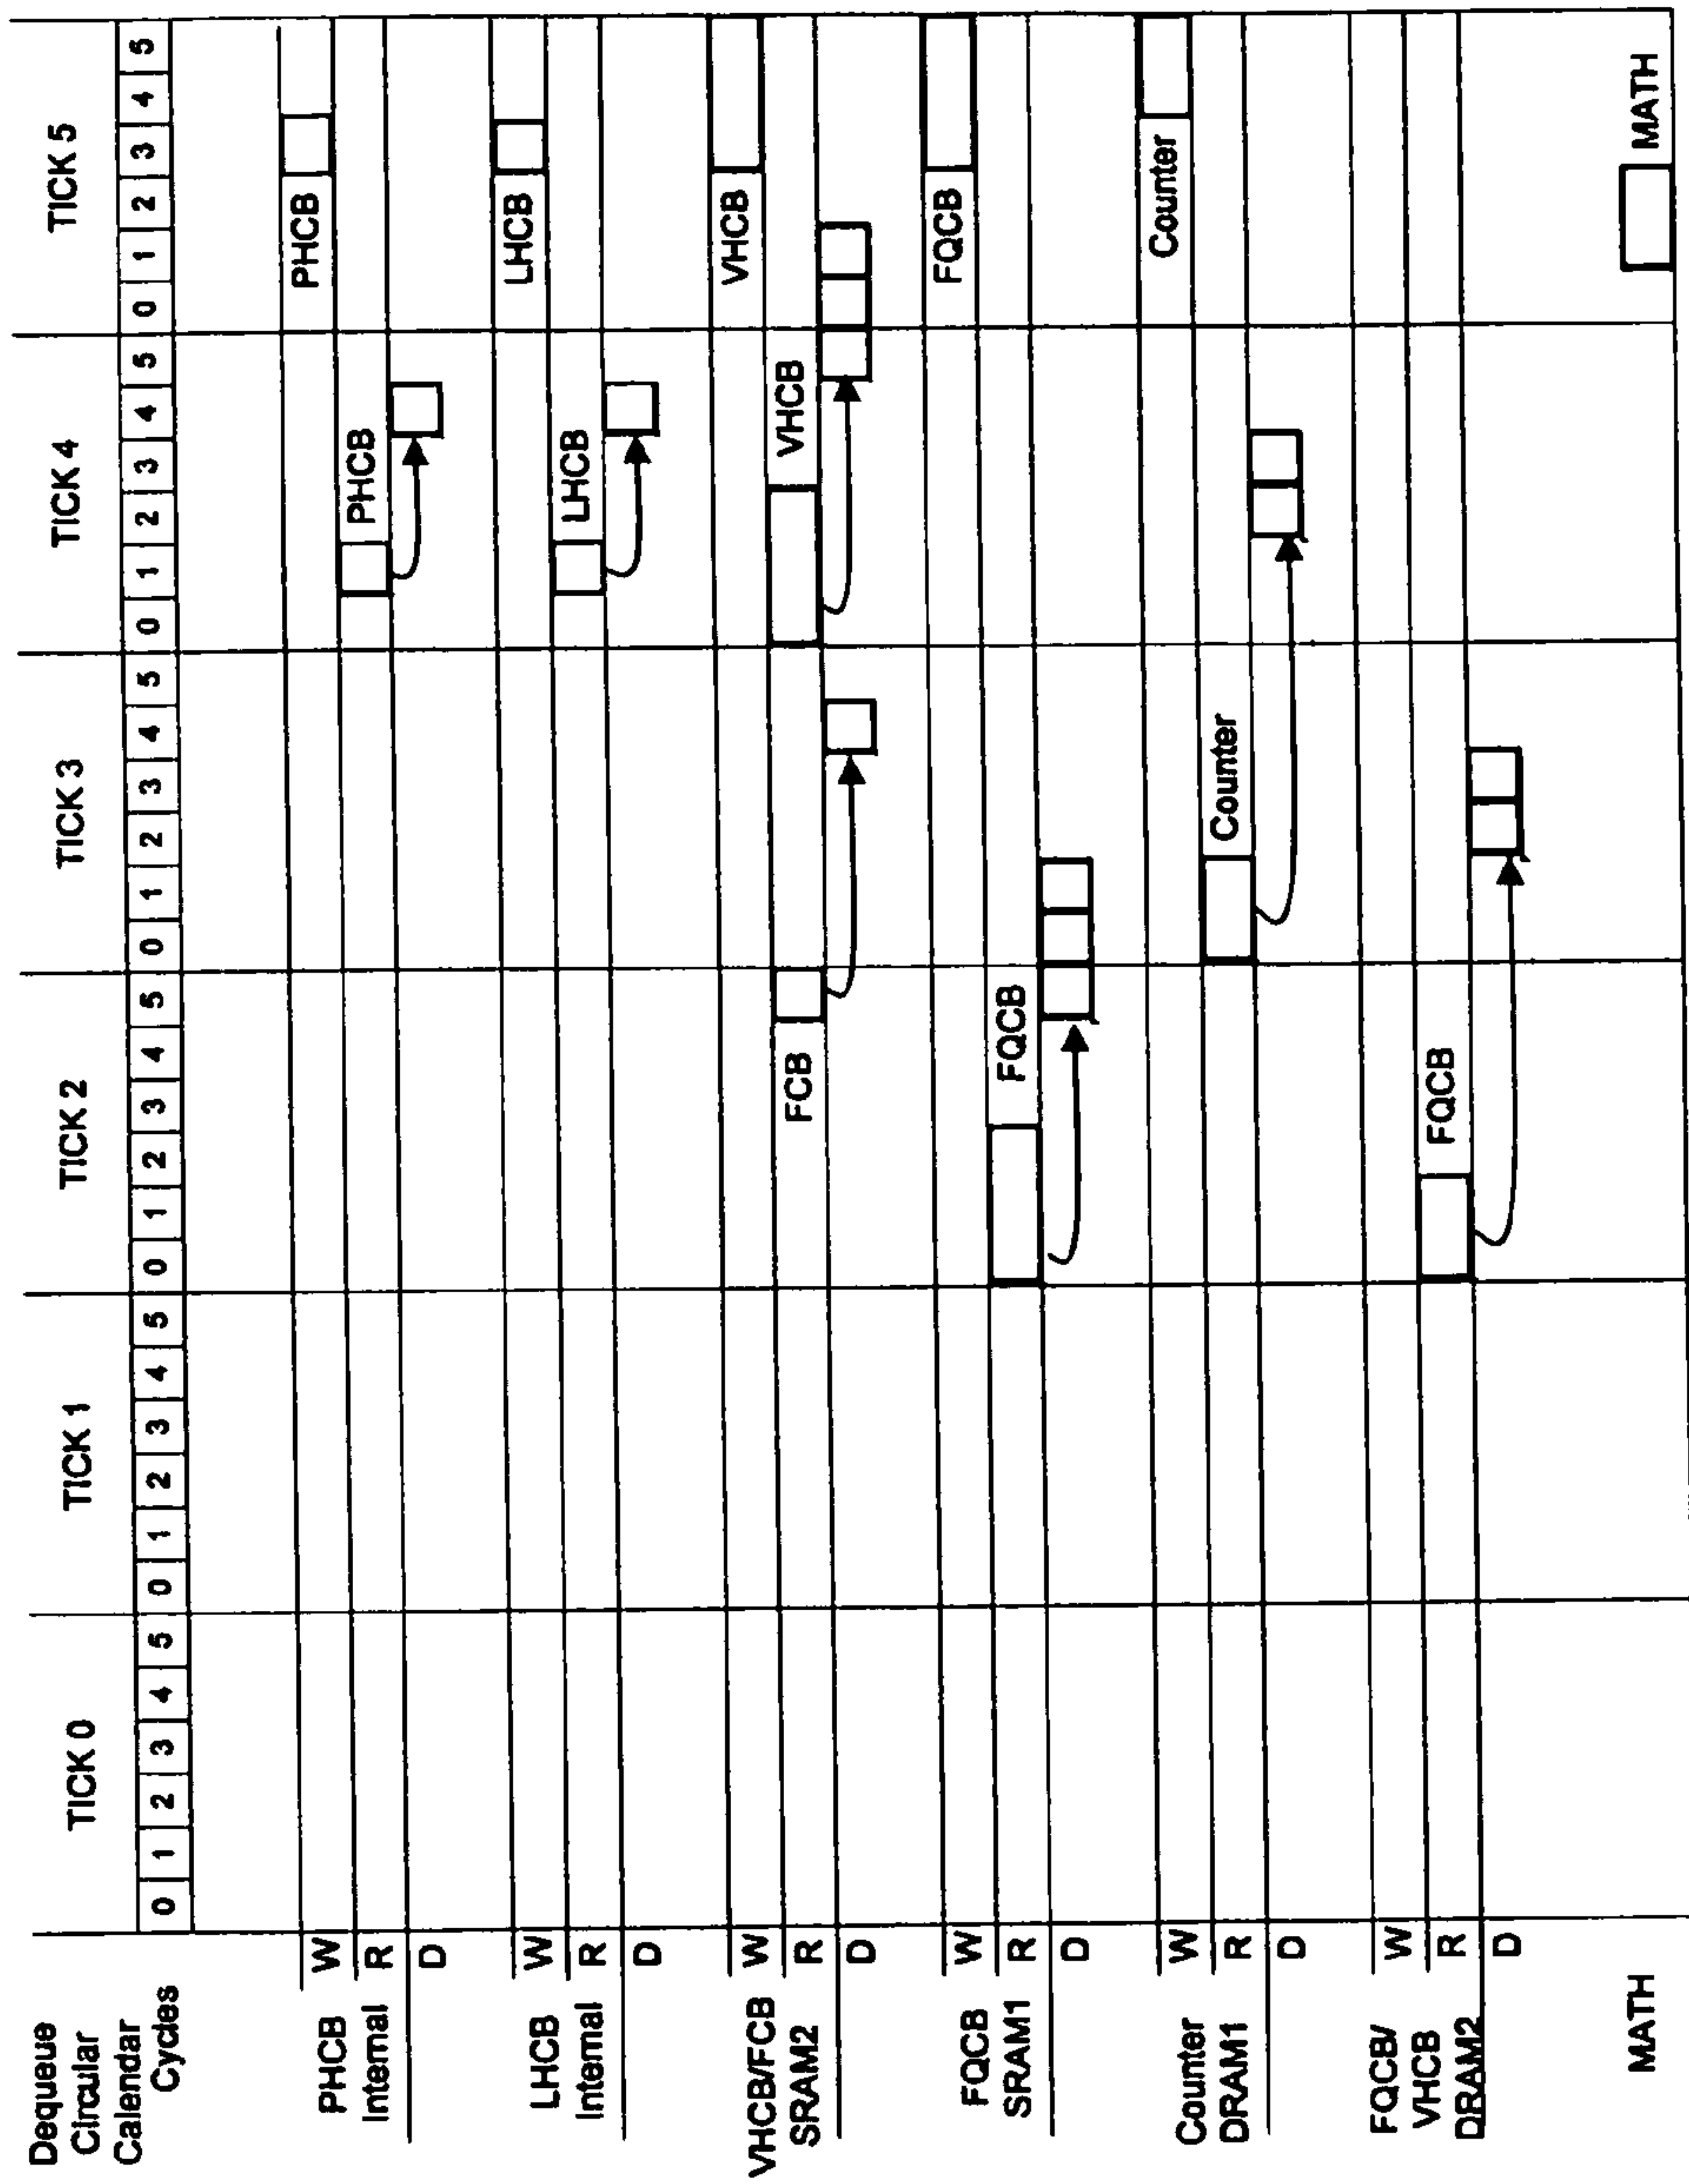 Dequeue
Circular
Calendar
Cycles
TICK 0 TICK 1 TICK 2 TICK 3 TICK 4 TICK 5
0 1 2 3 4 5 0 1 2 3 4 5 0 1 2 3 4 5 0 1 2 3 4 5 0 1 2 3 4 5 0 1 2 3 4 5
PHCB
Internal
W PHCB
R PHCB
D
LHCB
Internal
W LHCB
R LHCB
D
VHCB/FCB
SRAM2
W VHCB
R FCB VHCB
D
FQCB
SRAM1
W FQCB
R FQCB
D
Counter
DRAM1
W Counter
R Counter
D
FQCB/
VHCB
DRAM2
W
R FQCB
D
MATH MATH